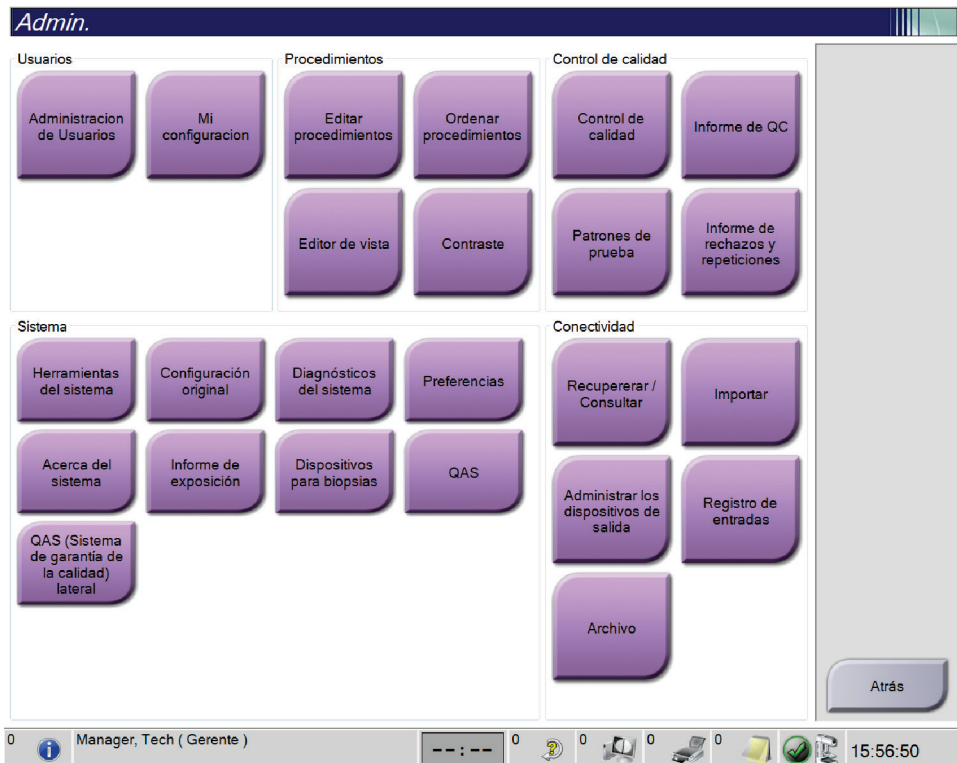 Admin.
Usuarios
Administracion
de Usuarios
Mi
configuracion
Procedimientos
Editar
procedimientos
Ordenar
procedimientos
Editor de vista
Contraste
Control de calidad
Control de
calidad
Informe de QC
Patrones de
prueba
Informe de
rechazos y
repeticiones
Sistema
Herramientas
del sistema
Configuración
original
Diagnósticos
del sistema
Preferencias
Acerca del
sistema
Informe de
exposición
Dispositivos
para biopsias
QAS
QAS (Sistema
de garantía de
la calidad)
lateral
Conectividad
Recupererar /
Consultar
Importar
Administrar los
dispositivos de
salida
Registro de
entradas
Archivo
Atrás
0
Manager, Tech ( Gerente )
--:--
0
0
0
0
15:56:50